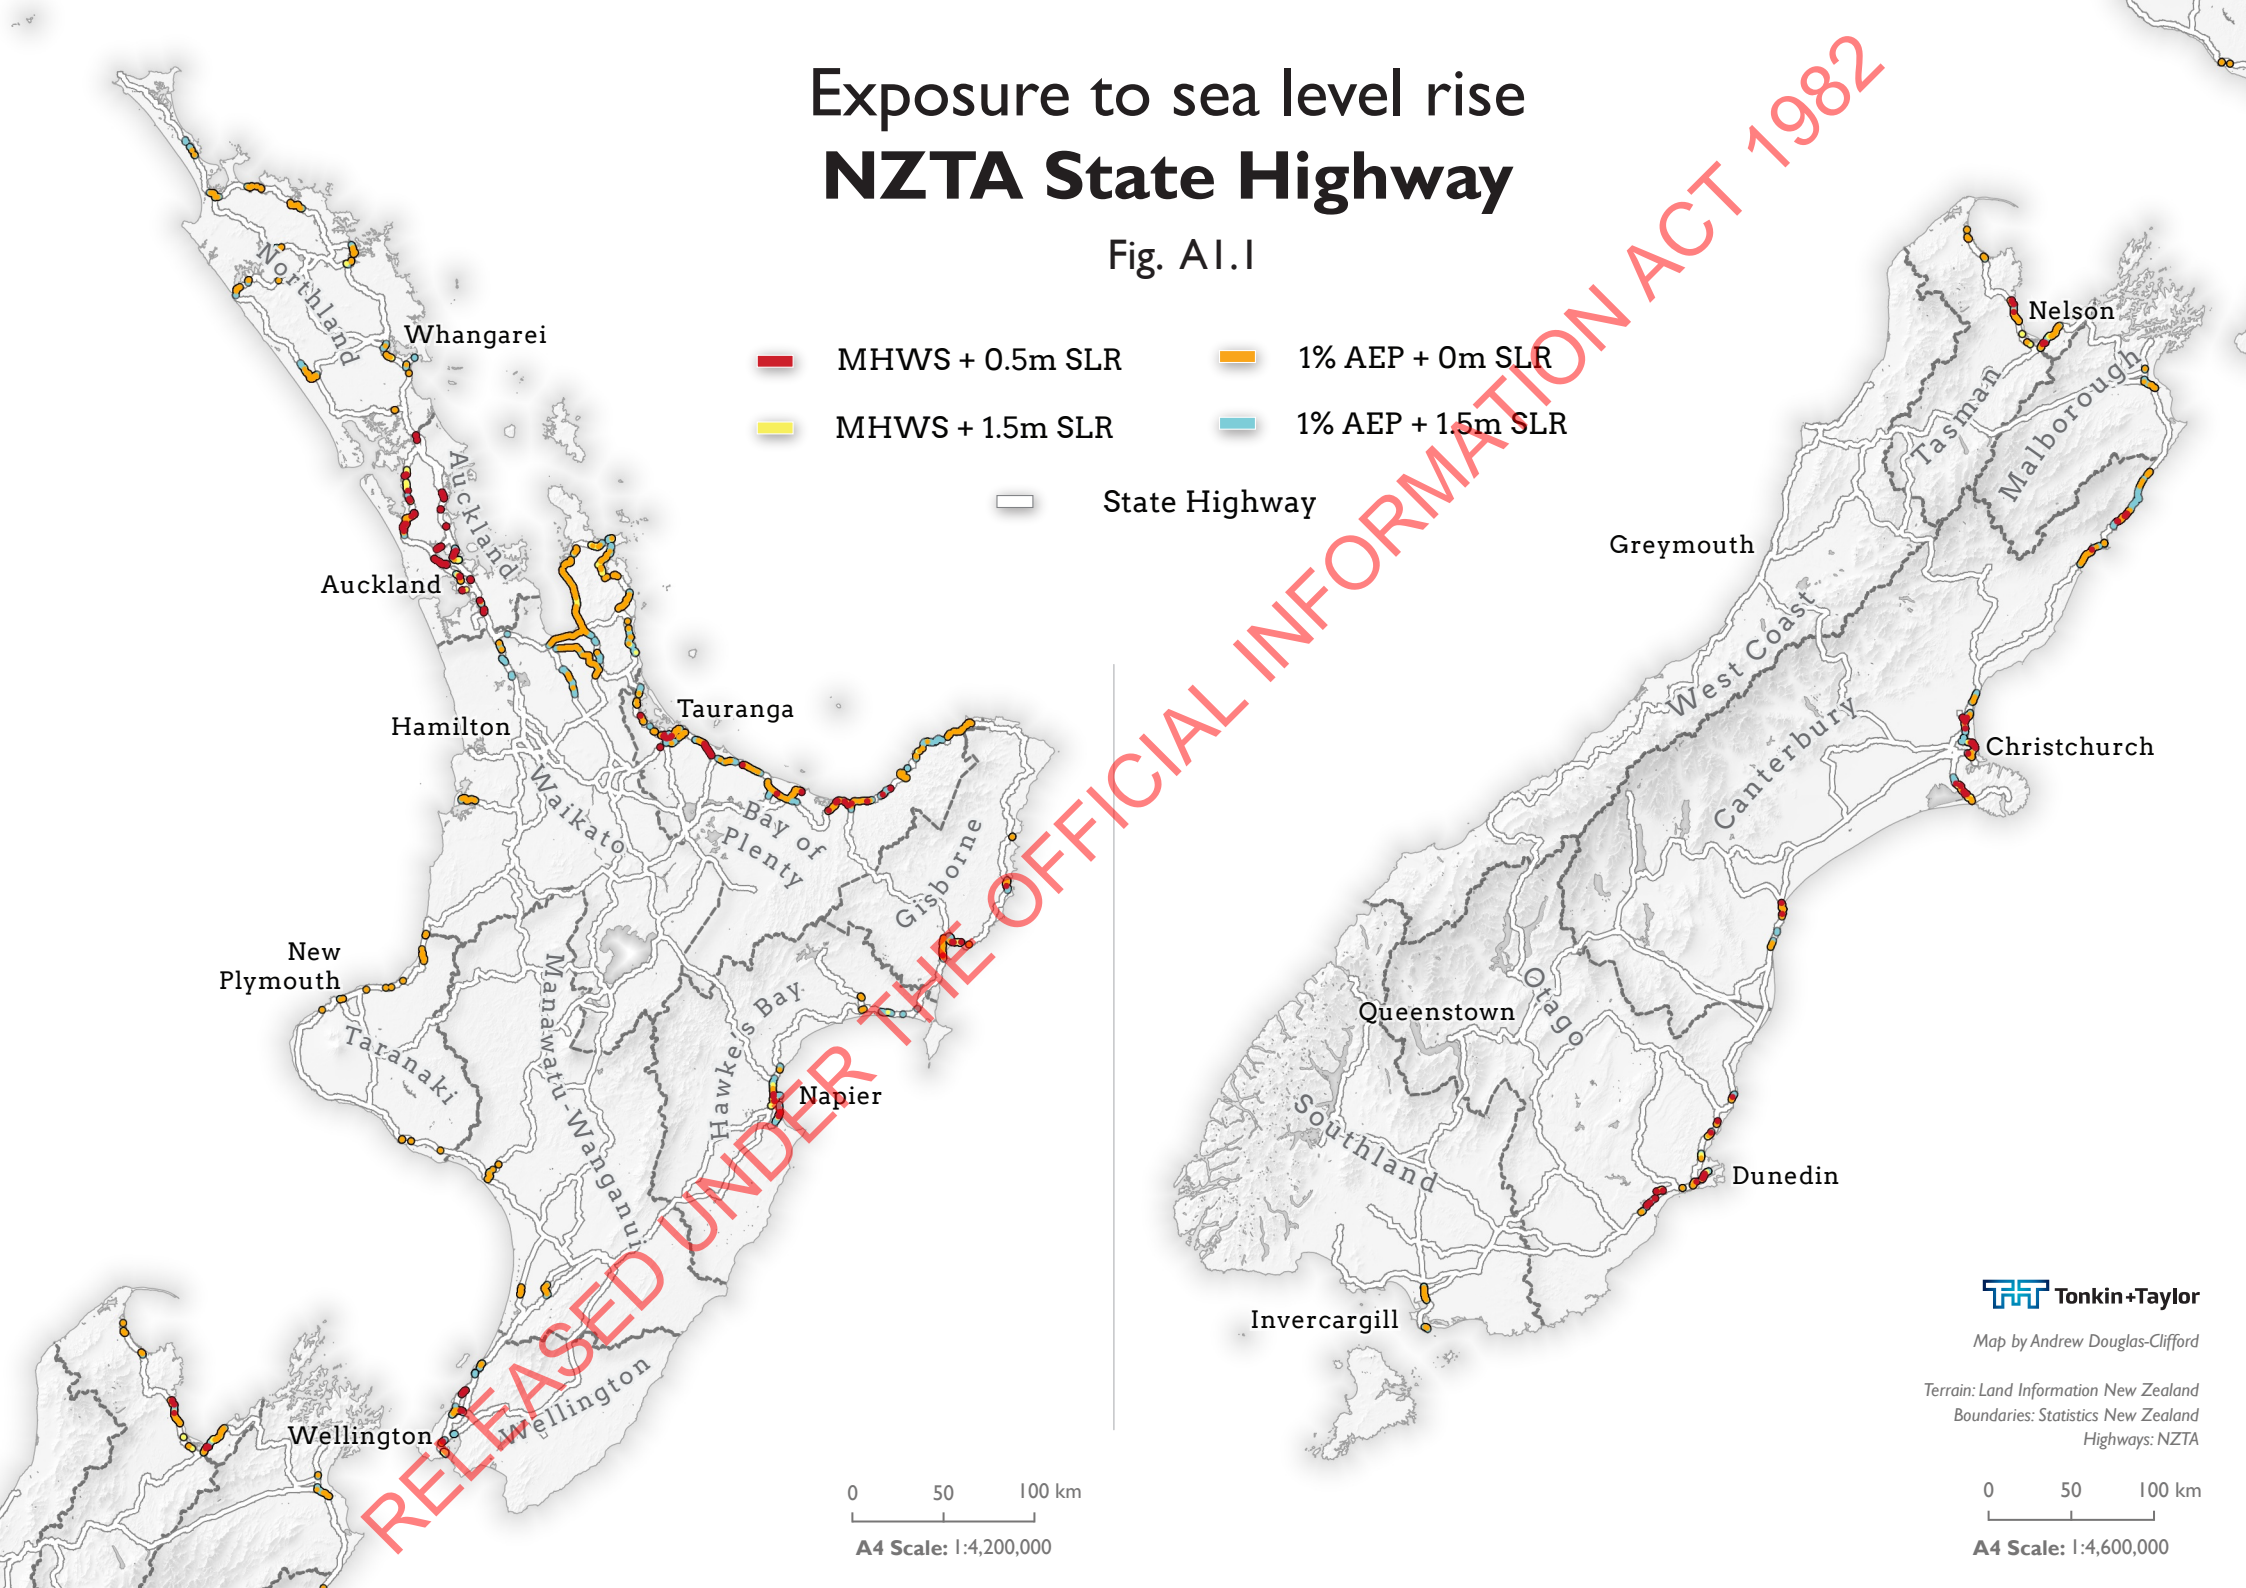 Exposure to sea level rise
NZTA State Highway
Fig. A1.1
MHWS + 0.5m SLR
1% AEP + 0m SLR
MHWS + 1.5m SLR
1% AEP + 1.5m SLR
State Highway
RELEASED UNDER THE OFFICIAL INFORMATION ACT 1982
Northland
Whangarei
Auckland
Auckland
Hamilton
Tauranga
Waikato
Bay of
Plenty
Gisborne
New
Plymouth
Taranaki
Manawatu-Wanganui
Hawke's Bay
Napier
Wellington
Wellington
0 50 100 km
A4 Scale: 1:4,200,000
Nelson
Tasman
Malborough
Greymouth
West Coast
Christchurch
Canterbury
Queenstown
Otago
Southland
Dunedin
Invercargill
Tonkin+Taylor
Map by Andrew Douglas-Clifford
Terrain: Land Information New Zealand
Boundaries: Statistics New Zealand
Highways: NZTA
0 50 100 km
A4 Scale: 1:4,600,000